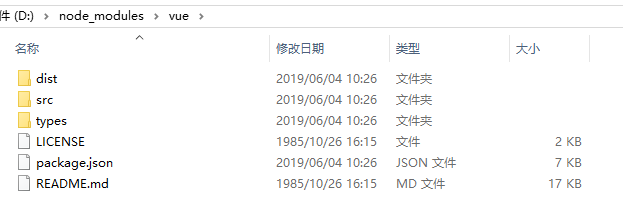 件 (D:) › node_modules › vue ›
名称 修改日期 类型 大小
dist 2019/06/04 10:26 文件夹
src 2019/06/04 10:26 文件夹
types 2019/06/04 10:26 文件夹
LICENSE 1985/10/26 16:15 文件 2 KB
package.json 2019/06/04 10:26 JSON 文件 7 KB
README.md 1985/10/26 16:15 MD 文件 17 KB